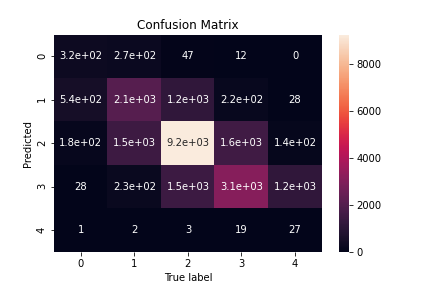 Confusion Matrix
0 3.2e+02 2.7e+02 47 12 0
1 5.4e+02 2.1e+03 1.2e+03 2.2e+02 28
2 1.8e+02 1.5e+03 9.2e+03 1.6e+03 1.4e+02
3 28 2.3e+02 1.5e+03 3.1e+03 1.2e+03
4 1 2 3 19 27
0 1 2 3 4
True label
Predicted
8000
6000
4000
2000
0